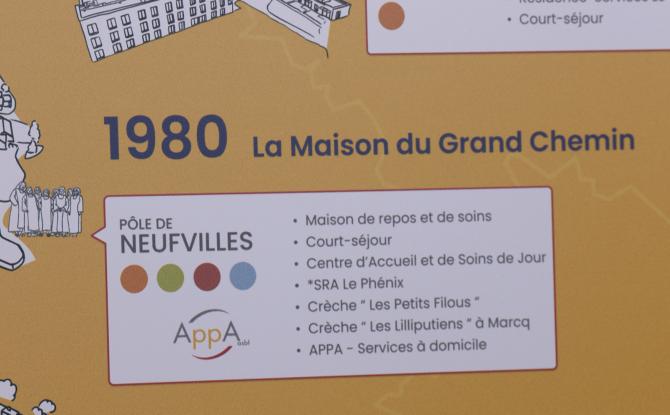 • Court-séjour
1980 La Maison du Grand Chemin
PÔLE DE
NEUFVILLES
AppA
asbl
• Maison de repos et de soins
• Court-séjour
• Centre d'Accueil et de Soins de Jour
• *SRA Le Phénix
• Crèche " Les Petits Filous "
• Crèche " Les Lilliputiens " à Marcq
• APPA - Services à domicile